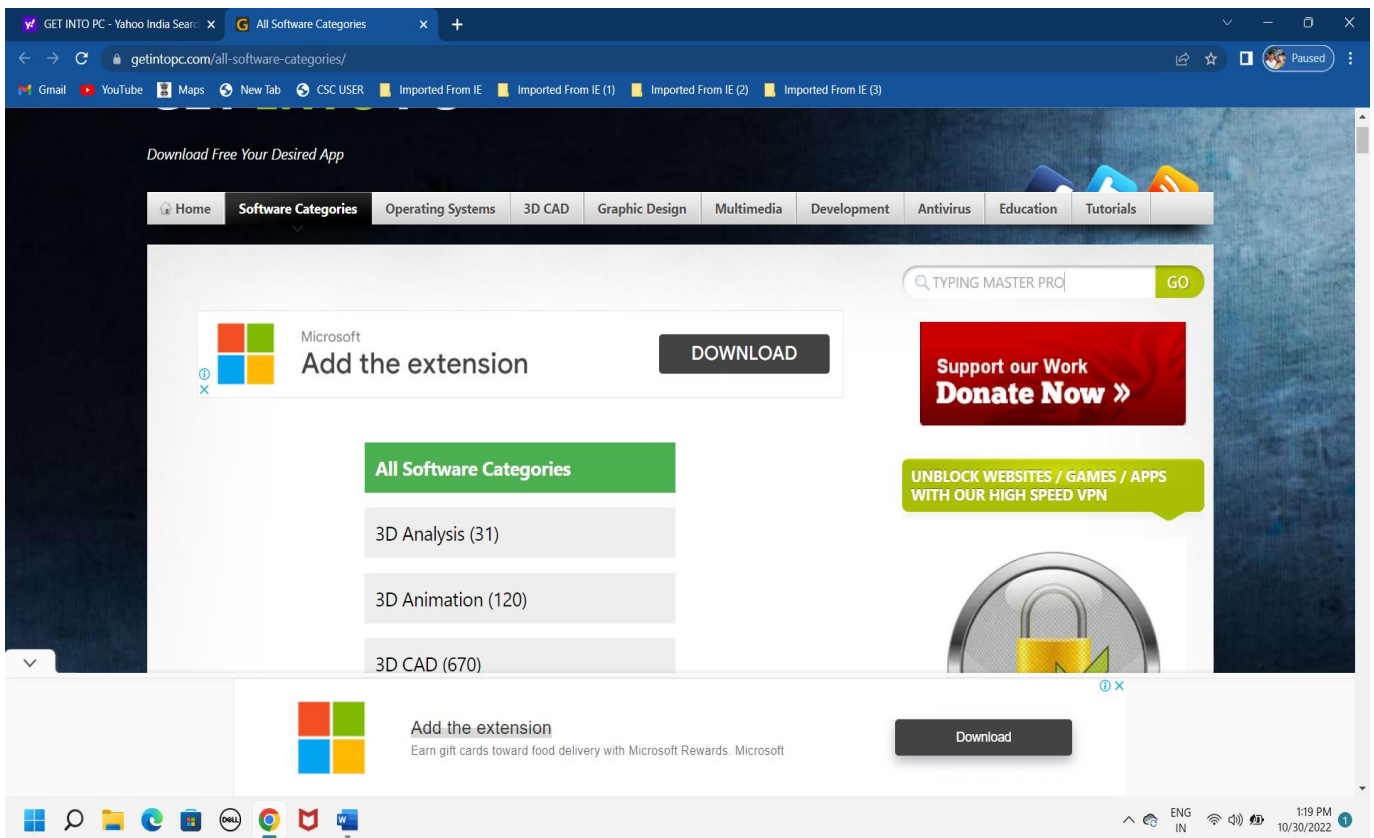 GET INTO PC - Yahoo India Searc
All Software Categories
getintopc.com/all-software-categories/
Paused
Gmail YouTube Maps New Tab CSC USER Imported From IE Imported From IE (1) Imported From IE (2) Imported From IE (3)
GET INTO PC
Download Free Your Desired App
Home Software Categories Operating Systems 3D CAD Graphic Design Multimedia Development Antivirus Education Tutorials
TYPING MASTER PRO GO
Microsoft
Add the extension
DOWNLOAD
Support our Work
Donate Now »
All Software Categories
UNBLOCK WEBSITES / GAMES / APPS
WITH OUR HIGH SPEED VPN
3D Analysis (31)
3D Animation (120)
3D CAD (670)
Add the extension
Earn gift cards toward food delivery with Microsoft Rewards. Microsoft
Download
DELL
ENG
IN
1:19 PM
10/30/2022
1